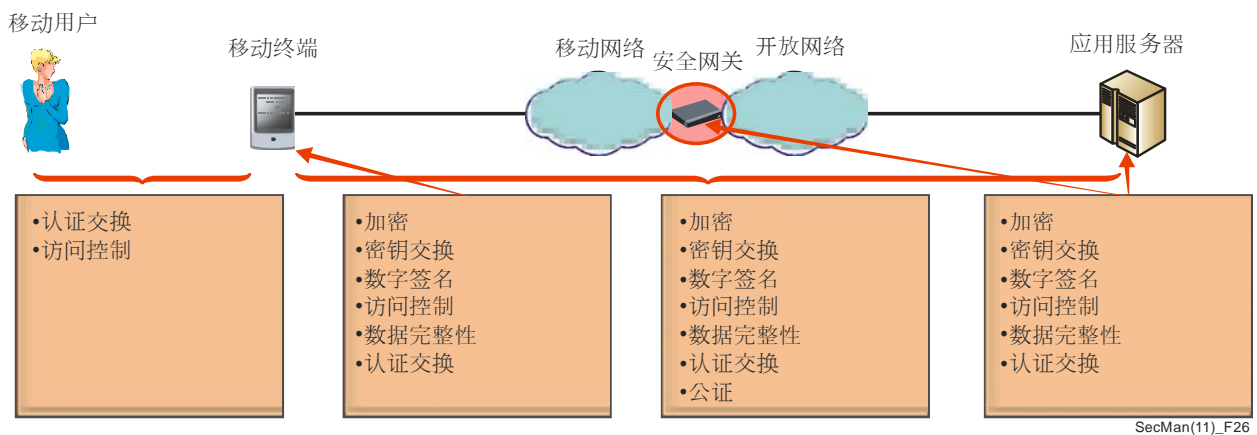 移动用户
移动终端
移动网络
安全网关
开放网络
应用服务器
•认证交换
•访问控制
•加密
•密钥交换
•数字签名
•访问控制
•数据完整性
•认证交换
•加密
•密钥交换
•数字签名
•访问控制
•数据完整性
•认证交换
•公证
•加密
•密钥交换
•数字签名
•访问控制
•数据完整性
•认证交换
SecMan(11)_F26